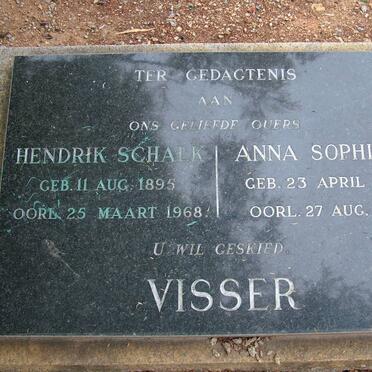 TER GEDAGTENIS
AAN
ONS GELIEFDE OUERS
HENDRIK SCHALK
GEB. 11 AUG. 1895
OORL. 25 MAART 1968
ANNA SOPHI
GEB. 23 APRIL
OORL. 27 AUG.
U WIL GESKIED.
VISSER